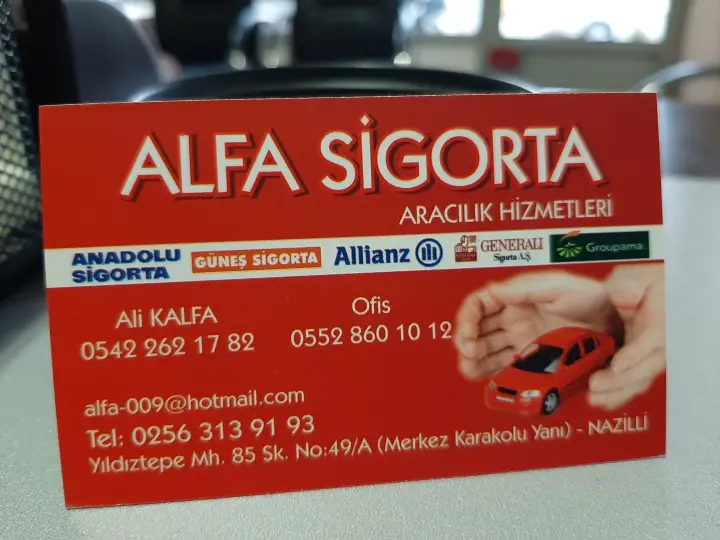 ALFA SİGORTA
ARACILIK HİZMETLERİ
ANADOLU SİGORTA
GÜNEŞ SİGORTA
Allianz
GENERALI
Sigorta A.Ş.
Groupama
Ali KALFA
0542 262 17 82
Ofis
0552 860 10 12
alfa-009@hotmail.com
Tel: 0256 313 91 93
Yıldıztepe Mh. 85 Sk. No:49/A (Merkez Karakolu Yanı) - NAZİLLİ